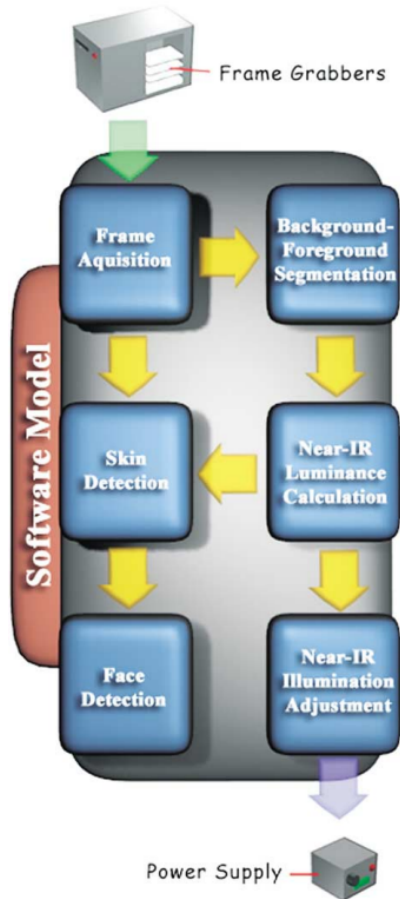 Frame Grabbers
Frame
Aquisition
Background-
Foreground
Segmentation
Software Model
Skin
Detection
Near-IR
Luminance
Calculation
Face
Detection
Near-IR
Illumination
Adjustment
Power Supply